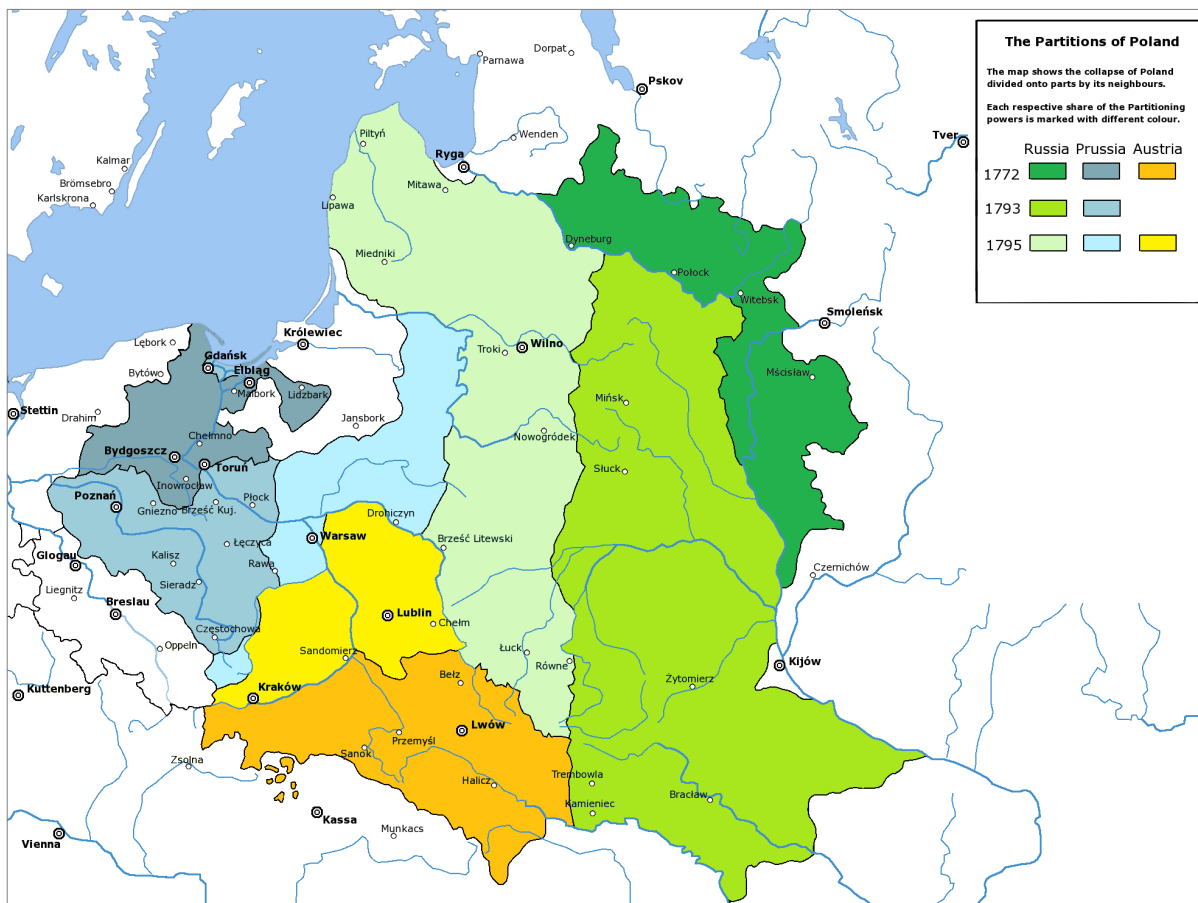 The Partitions of Poland
The map shows the collapse of Poland
divided onto parts by its neighbours.
Each respective share of the Partitioning
powers is marked with different colour.
Russia Prussia Austria
1772
1793
1795
Dorpat
Parnawa
Pskov
Tver
Wenden
Piltyń
Ryga
Kalmar
Mitawa
Brömsebro
Karlskrona
Lipawa
Dyneburg
Miedniki
Połock
Witebsk
Smoleńsk
Królewiec
Lębork
Wilno
Troki
Gdańsk
Bytów
Elbląg
Malbork
Lidzbark
Mścisław
Mińsk
Stettin
Drahim
Jansbork
Chełmno
Nowogródek
Bydgoszcz
Toruń
Słuck
Inowrocław
Poznań
Gniezno
Brześć Kuj.
Płock
Drohiczyn
Warsaw
Brześć Litewski
Łęczyca
Glogau
Kalisz
Rawa
Czernichów
Sieradz
Liegnitz
Breslau
Lublin
Chełm
Częstochowa
Oppeln
Sandomierz
Łuck
Równe
Kijów
Bełz
Żytomierz
Kuttenberg
Kraków
Lwów
Przemyśl
Sanok
Zsolna
Halicz
Trembowla
Bracław
Kamieniec
Kassa
Munkacs
Vienna